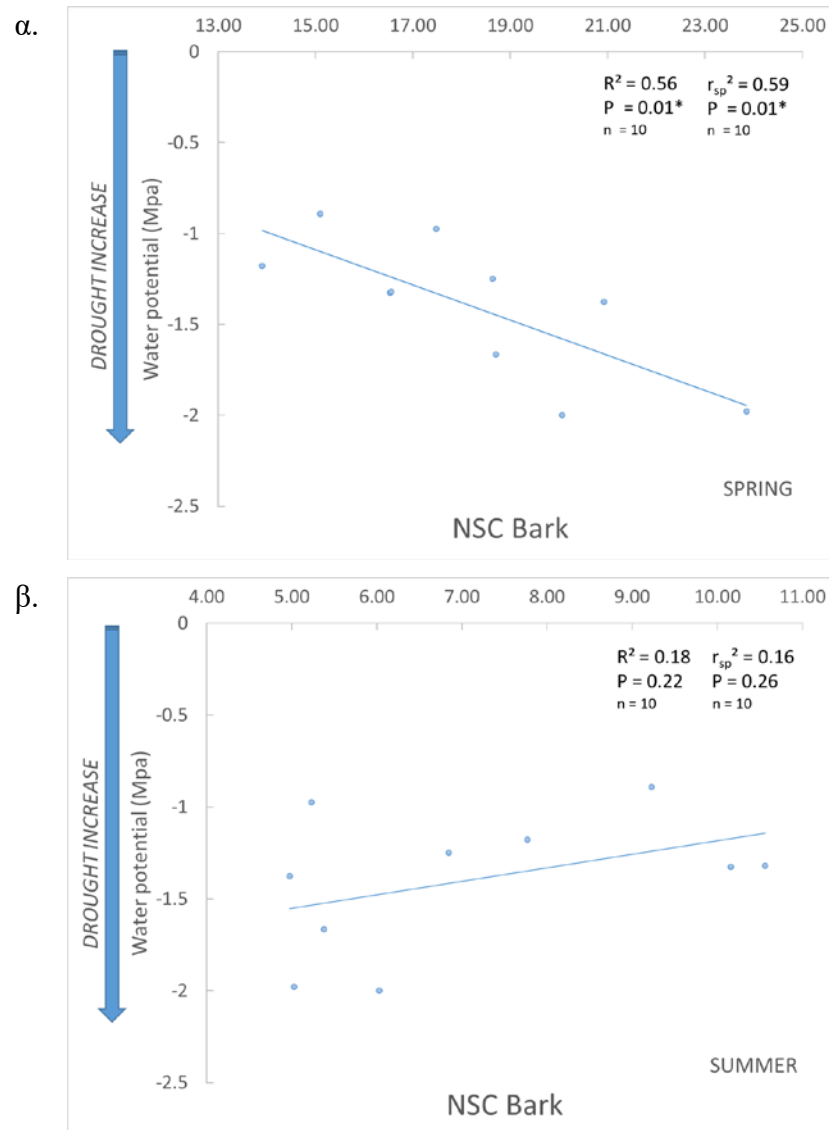 α.
13.00 15.00 17.00 19.00 21.00 23.00 25.00
0
-0.5
-1
-1.5
-2
-2.5
DROUGHT INCREASE
Water potential (Mpa)
R² = 0.56 r_sp² = 0.59
P = 0.01* P = 0.01*
n = 10 n = 10
SPRING
NSC Bark
β.
4.00 5.00 6.00 7.00 8.00 9.00 10.00 11.00
0
-0.5
-1
-1.5
-2
-2.5
DROUGHT INCREASE
Water potential (Mpa)
R² = 0.18 r_sp² = 0.16
P = 0.22 P = 0.26
n = 10 n = 10
SUMMER
NSC Bark